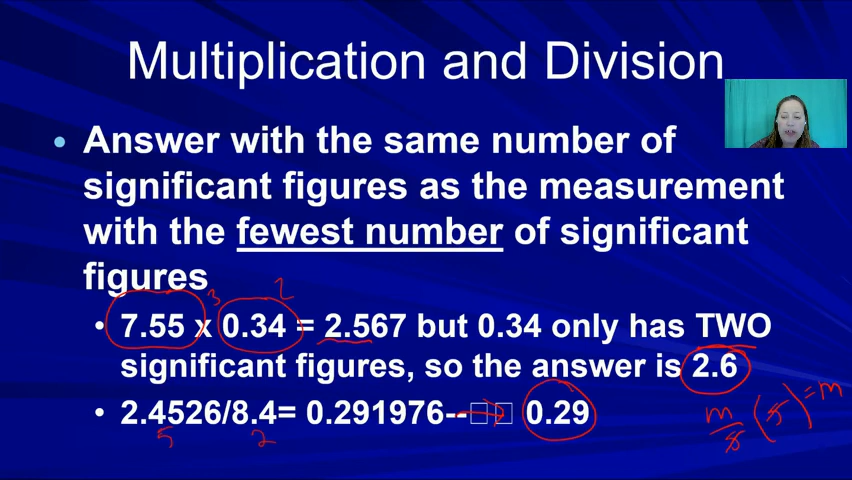 Multiplication and Division
• Answer with the same number of
significant figures as the measurement
with the fewest number of significant
figures
3 2
• 7.55 x 0.34 = 2.567 but 0.34 only has TWO
significant figures, so the answer is 2.6
• 2.4526/8.4= 0.291976--□□ 0.29
5 2
m/s (s) = m